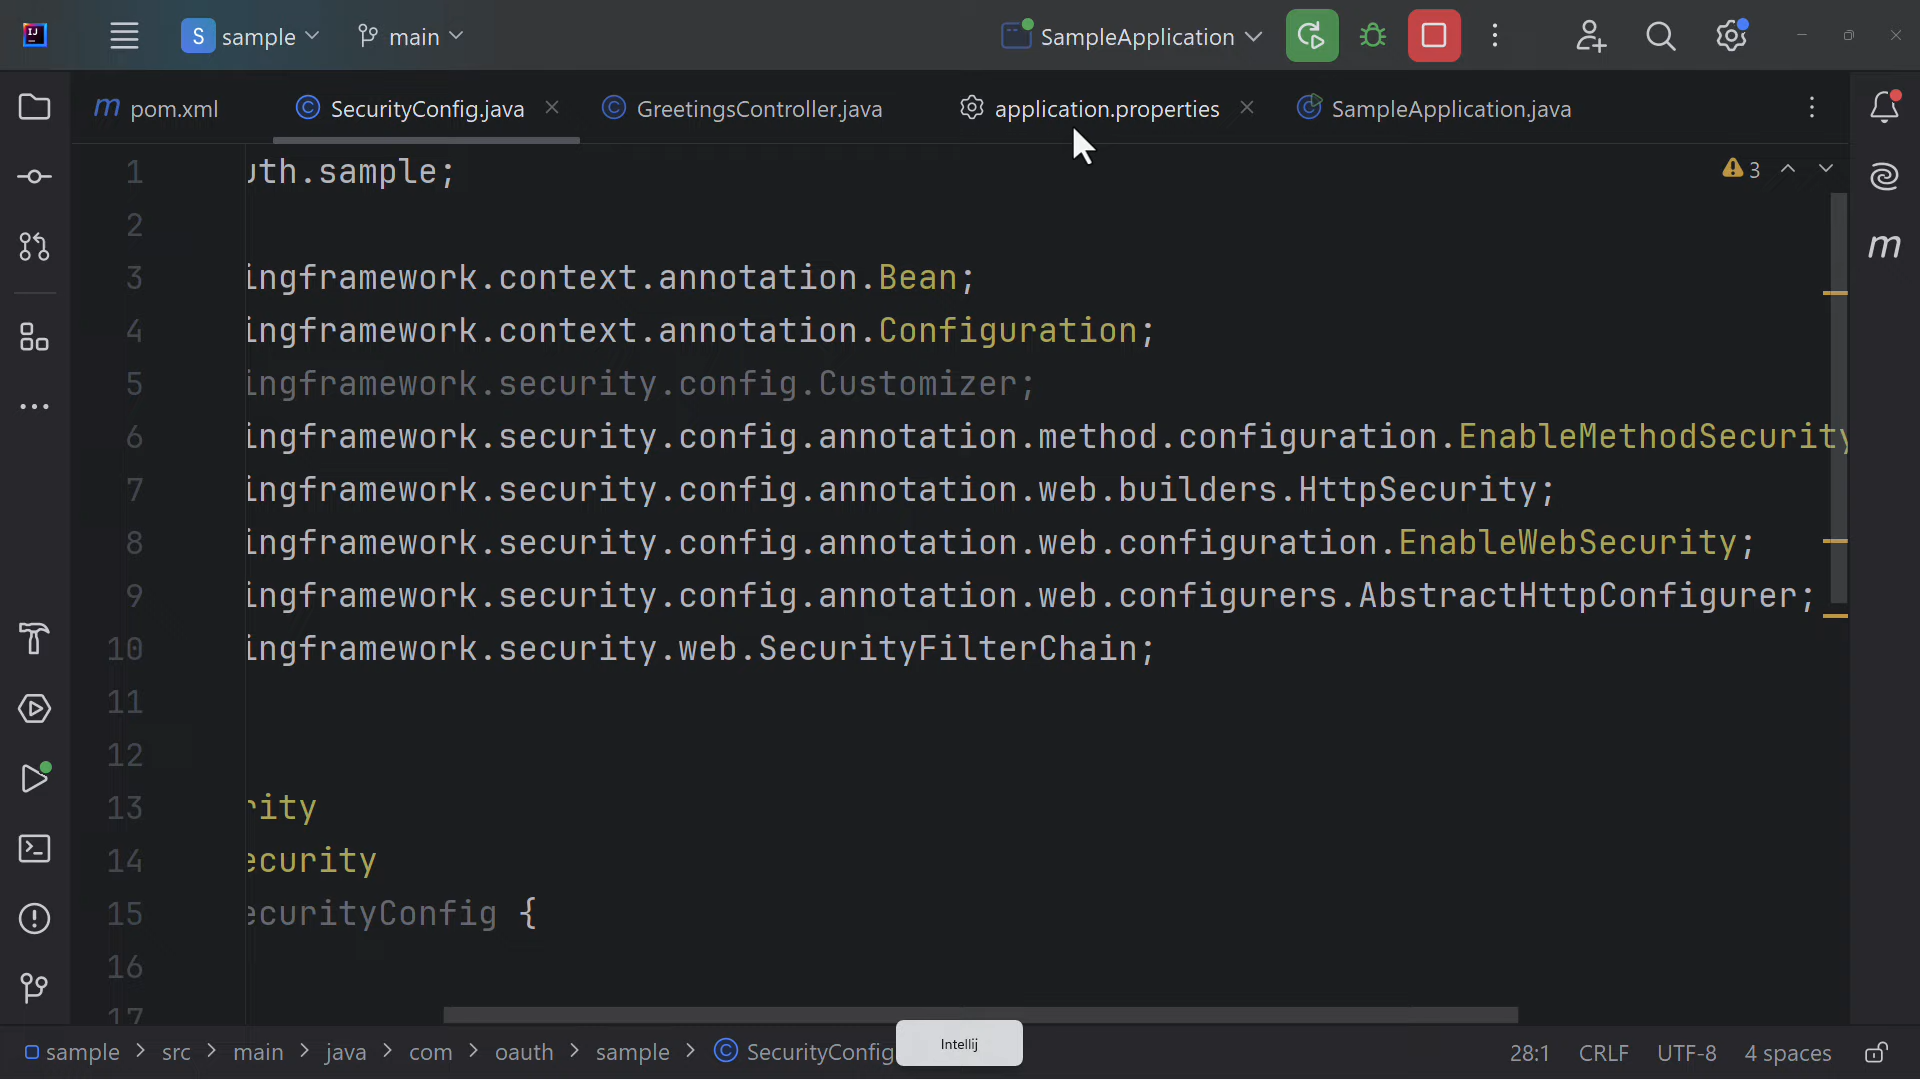 IJ
S sample
main
SampleApplication
m pom.xml
SecurityConfig.java
GreetingsController.java
application.properties
SampleApplication.java
3
m
1 uth.sample;
2
3 ingframework.context.annotation.Bean;
4 ingframework.context.annotation.Configuration;
5 ingframework.security.config.Customizer;
6 ingframework.security.config.annotation.method.configuration.EnableMethodSecurity
7 ingframework.security.config.annotation.web.builders.HttpSecurity;
8 ingframework.security.config.annotation.web.configuration.EnableWebSecurity;
9 ingframework.security.config.annotation.web.configurers.AbstractHttpConfigurer;
10 ingframework.security.web.SecurityFilterChain;
11
12
13 rity
14 ecurity
15 ecurityConfig {
16
17
sample > src > main > java > com > oauth > sample > SecurityConfig
Intellij
28:1 CRLF UTF-8 4 spaces